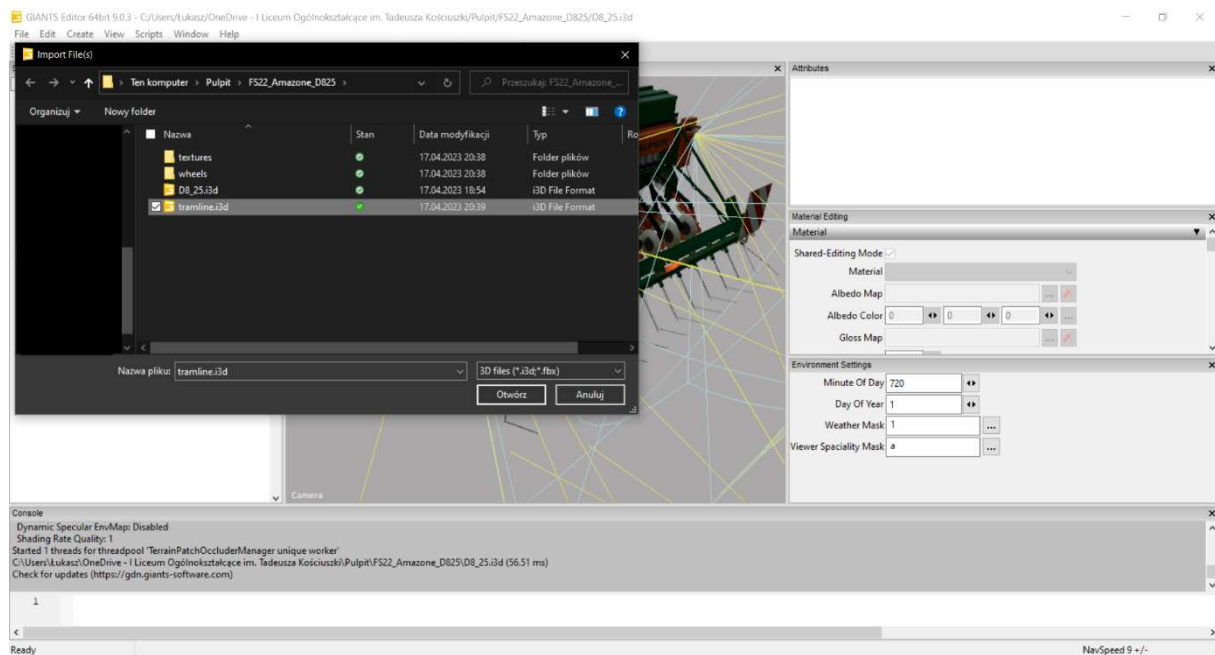 GIANTS Editor 64bit 9.0.3 - C:/Users/Łukasz/OneDrive - I Liceum Ogólnokształcące im. Tadeusza Kościuszki/Pulpit/FS22_Amazone_D825/D8_25.i3d
File Edit Create View Scripts Window Help
Import File(s)
Ten komputer > Pulpit > FS22_Amazone_D825 >
Przeszukaj: FS22_Amazone_...
Organizuj
Nowy folder
Nazwa Stan Data modyfikacji Typ Ro
textures 17.04.2023 20:38 Folder plików
wheels 17.04.2023 20:38 Folder plików
D8_25.i3d 17.04.2023 18:54 i3D File Format
tramline.i3d 17.04.2023 20:39 i3D File Format
Nazwa pliku: tramline.i3d 3D files (*.i3d;*.fbx)
Otwórz Anuluj
Camera
Attributes
Material Editing
Material
Shared-Editing Mode
Material
Albedo Map ...
Albedo Color 0 0 0 ...
Gloss Map ...
Environment Settings
Minute Of Day 720
Day Of Year 1
Weather Mask 1 ...
Viewer Spaciality Mask a ...
Console
Dynamic Specular EnvMap: Disabled
Shading Rate Quality: 1
Started 1 threads for threadpool 'TerrainPatchOccluderManager unique worker'
C:\Users\Łukasz\OneDrive - I Liceum Ogólnokształcące im. Tadeusza Kościuszki\Pulpit\FS22_Amazone_D825\D8_25.i3d (56.51 ms)
Check for updates (https://gdn.giants-software.com)
1
Ready
NavSpeed 9 +/-